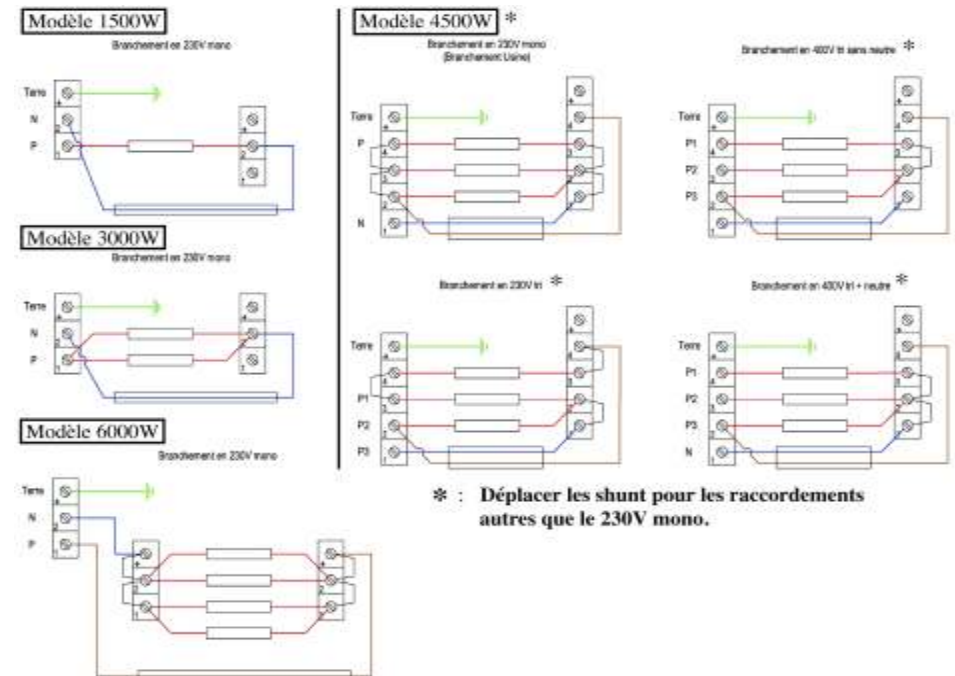 Modèle 1500W
Branchement en 230V mono
Terre
N
P
Modèle 3000W
Branchement en 230V mono
Terre
N
P
Modèle 6000W
Branchement en 230V mono
Terre
N
P
Modèle 4500W *
Branchement en 230V mono
(Branchement Usine)
Terre
P
N
Branchement en 400V tri sans neutre *
Terre
P1
P2
P3
Branchement en 230V tri *
Terre
P1
P2
P3
Branchement en 400V tri + neutre *
Terre
P1
P2
P3
N
* : Déplacer les shunt pour les raccordements
autres que le 230V mono.